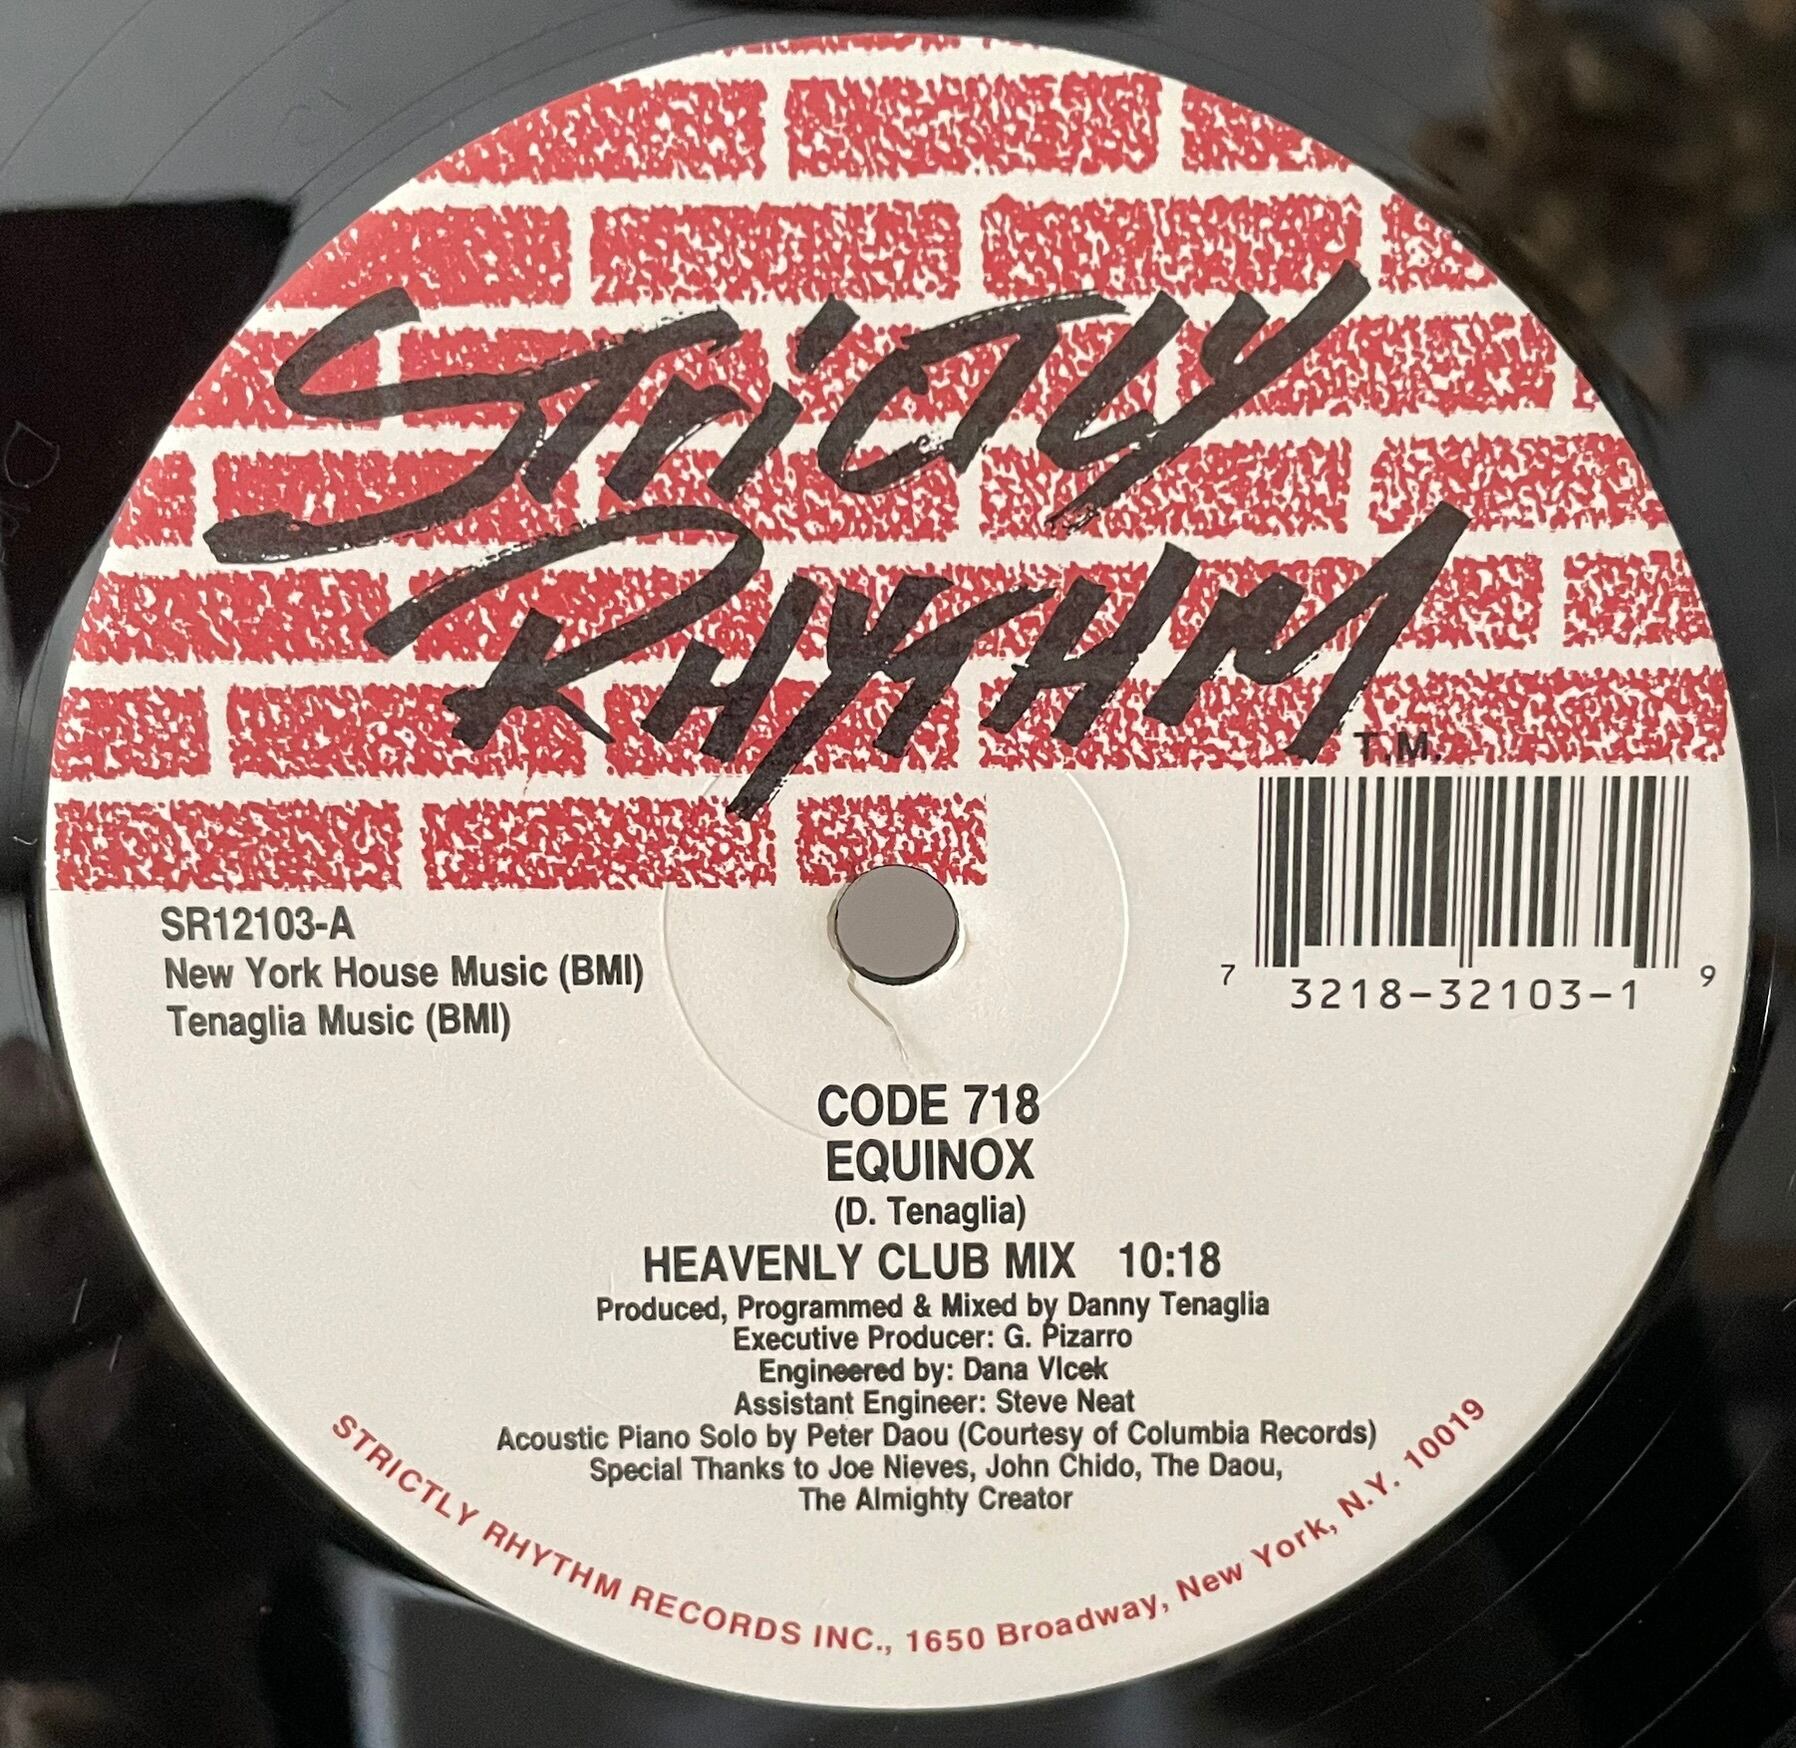 STRICTLY
RHYTHM
T.M.
SR12103-A
New York House Music (BMI)
Tenaglia Music (BMI)
7 3218-32103-1 9
CODE 718
EQUINOX
(D. Tenaglia)
HEAVENLY CLUB MIX 10:18
Produced, Programmed & Mixed by Danny Tenaglia
Executive Producer: G. Pizarro
Engineered by: Dana Vlcek
Assistant Engineer: Steve Neat
Acoustic Piano Solo by Peter Daou (Courtesy of Columbia Records)
Special Thanks to Joe Nieves, John Chido, The Daou,
The Almighty Creator
STRICTLY RHYTHM RECORDS INC., 1650 Broadway, New York, N.Y. 10019